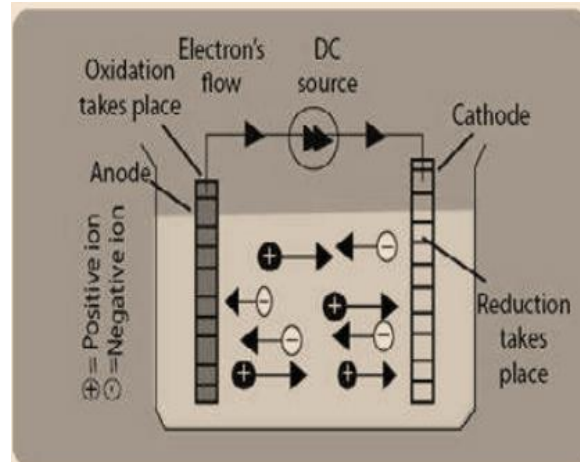 Electron's
flow
DC
source
Oxidation
takes place
Cathode
Anode
⊕=Positive ion
⊖=Negative ion
Reduction
takes
place